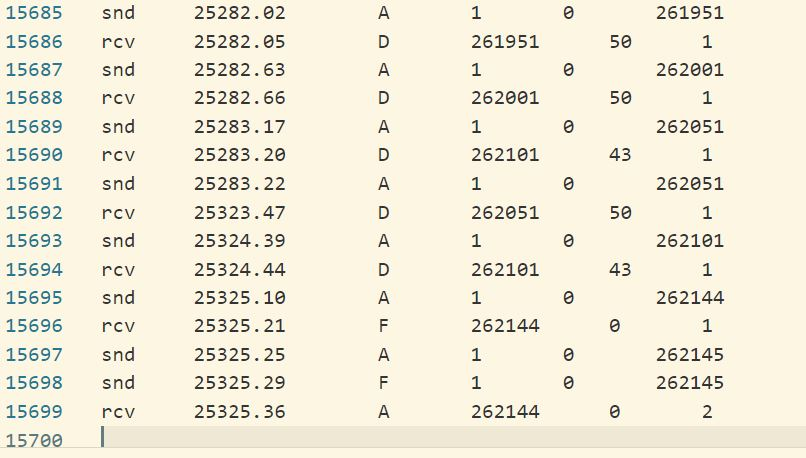 15685 snd 25282.02 A 1 0 261951
15686 rcv 25282.05 D 261951 50 1
15687 snd 25282.63 A 1 0 262001
15688 rcv 25282.66 D 262001 50 1
15689 snd 25283.17 A 1 0 262051
15690 rcv 25283.20 D 262101 43 1
15691 snd 25283.22 A 1 0 262051
15692 rcv 25323.47 D 262051 50 1
15693 snd 25324.39 A 1 0 262101
15694 rcv 25324.44 D 262101 43 1
15695 snd 25325.10 A 1 0 262144
15696 rcv 25325.21 F 262144 0 1
15697 snd 25325.25 A 1 0 262145
15698 snd 25325.29 F 1 0 262145
15699 rcv 25325.36 A 262144 0 2
15700